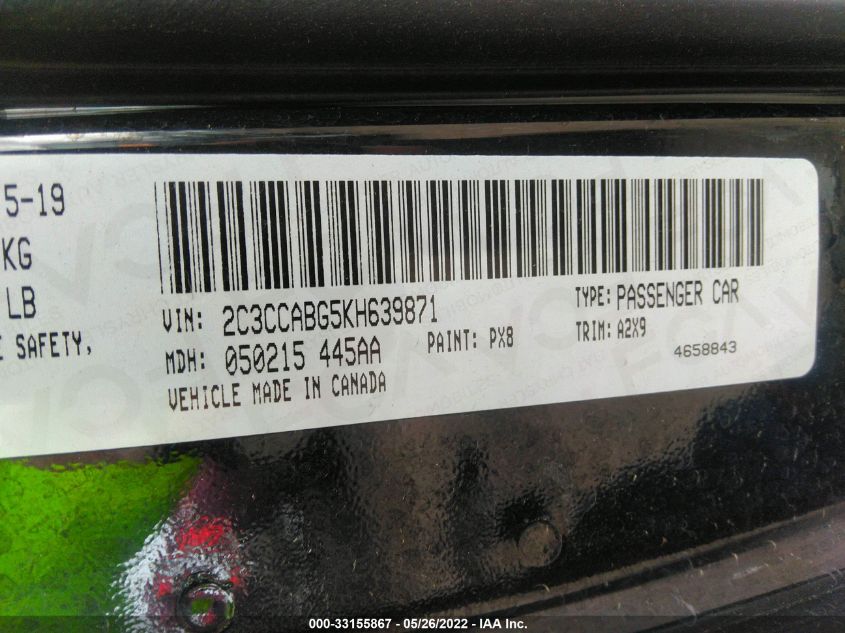 5-19
KG
LB
E SAFETY,
VIN: 2C3CCABG5KH639871
TYPE: PASSENGER CAR
MDH: 050215 445AA
PAINT: PX8
TRIM: A2X9
VEHICLE MADE IN CANADA
4658843
000-33155867 - 05/26/2022 - IAA Inc.